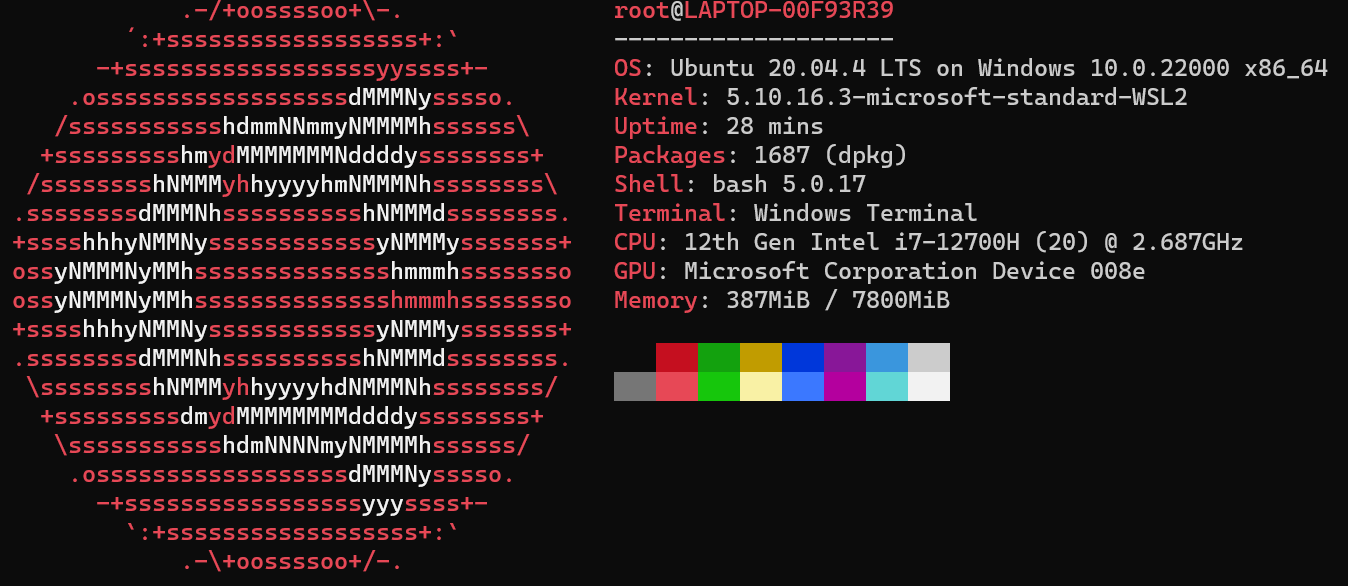 .-/+oossssoo+\-.
        ´:+ssssssssssssssssss+:`
      -+ssssssssssssssssssyyssss+-
    .ossssssssssssssssssdMMMNysssso.
   /ssssssssssshdmmNNmmyNMMMMhssssss\
  +ssssssssshmydMMMMMMMNddddyssssssss+
 /sssssssshNMMMyhhyyyyhmNMMMNhssssssss\
.ssssssssdMMMNhsssssssssshNMMMdssssssss.
+sssshhhyNMMNyssssssssssssyNMMMysssssss+
ossyNMMMNyMMhsssssssssssssshmmmhssssssso
ossyNMMMNyMMhsssssssssssssshmmmhssssssso
+sssshhhyNMMNyssssssssssssyNMMMysssssss+
.ssssssssdMMMNhsssssssssshNMMMdssssssss.
 \sssssssshNMMMyhhyyyyhdNMMMNhssssssss/
  +sssssssssdmydMMMMMMMMddddyssssssss+
   \ssssssssssshdmNNNNmyNMMMMhssssss/
    .ossssssssssssssssssdMMMNysssso.
      -+sssssssssssssssssyyyssss+-
        `:+ssssssssssssssssss+:`
            .-\+oossssoo+/-.
root@LAPTOP-00F93R39
--------------------
OS: Ubuntu 20.04.4 LTS on Windows 10.0.22000 x86_64
Kernel: 5.10.16.3-microsoft-standard-WSL2
Uptime: 28 mins
Packages: 1687 (dpkg)
Shell: bash 5.0.17
Terminal: Windows Terminal
CPU: 12th Gen Intel i7-12700H (20) @ 2.687GHz
GPU: Microsoft Corporation Device 008e
Memory: 387MiB / 7800MiB